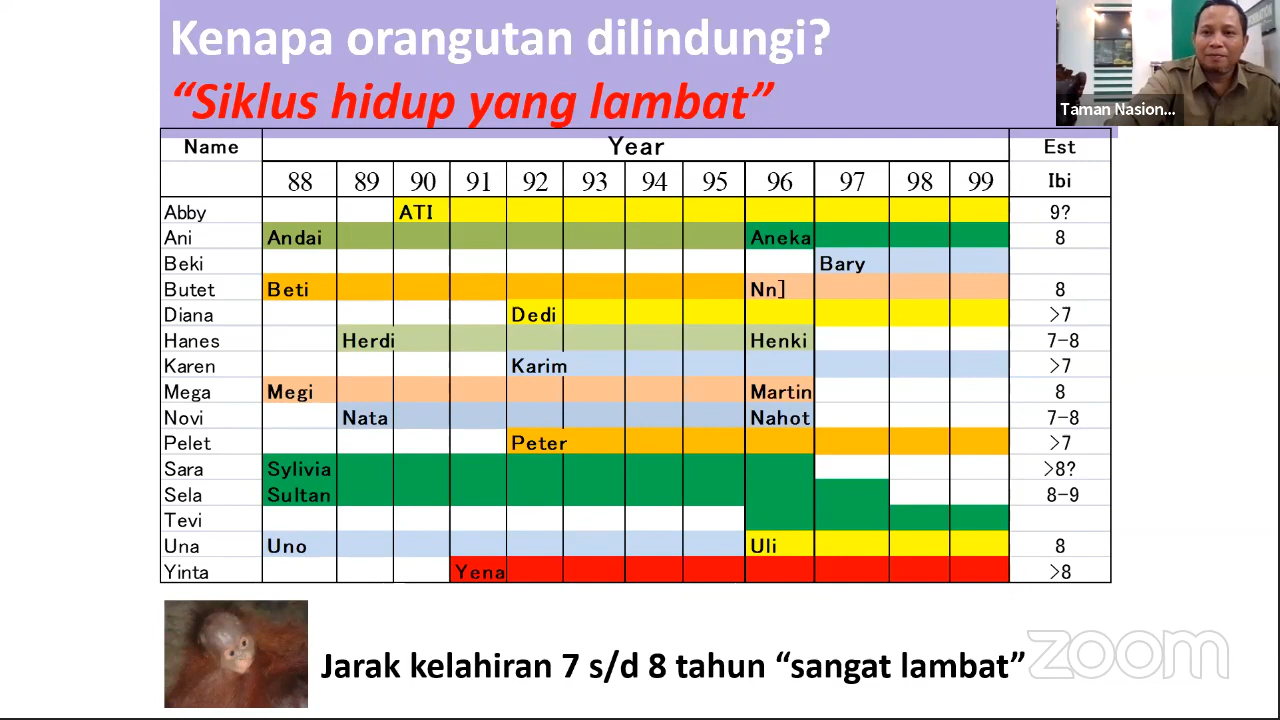 Kenapa orangutan dilindungi?
“Siklus hidup yang lambat”
Taman Nasion...
Name Year Est
88 89 90 91 92 93 94 95 96 97 98 99 Ibi
Abby ATI 9?
Ani Andai Aneka 8
Beki Bary
Butet Beti Nn] 8
Diana Dedi >7
Hanes Herdi Henki 7-8
Karen Karim >7
Mega Megi Martin 8
Novi Nata Nahot 7-8
Pelet Peter >7
Sara Sylivia >8?
Sela Sultan 8-9
Tevi
Una Uno Uli 8
Yinta Yena >8
Jarak kelahiran 7 s/d 8 tahun “sangat lambat”
zoom